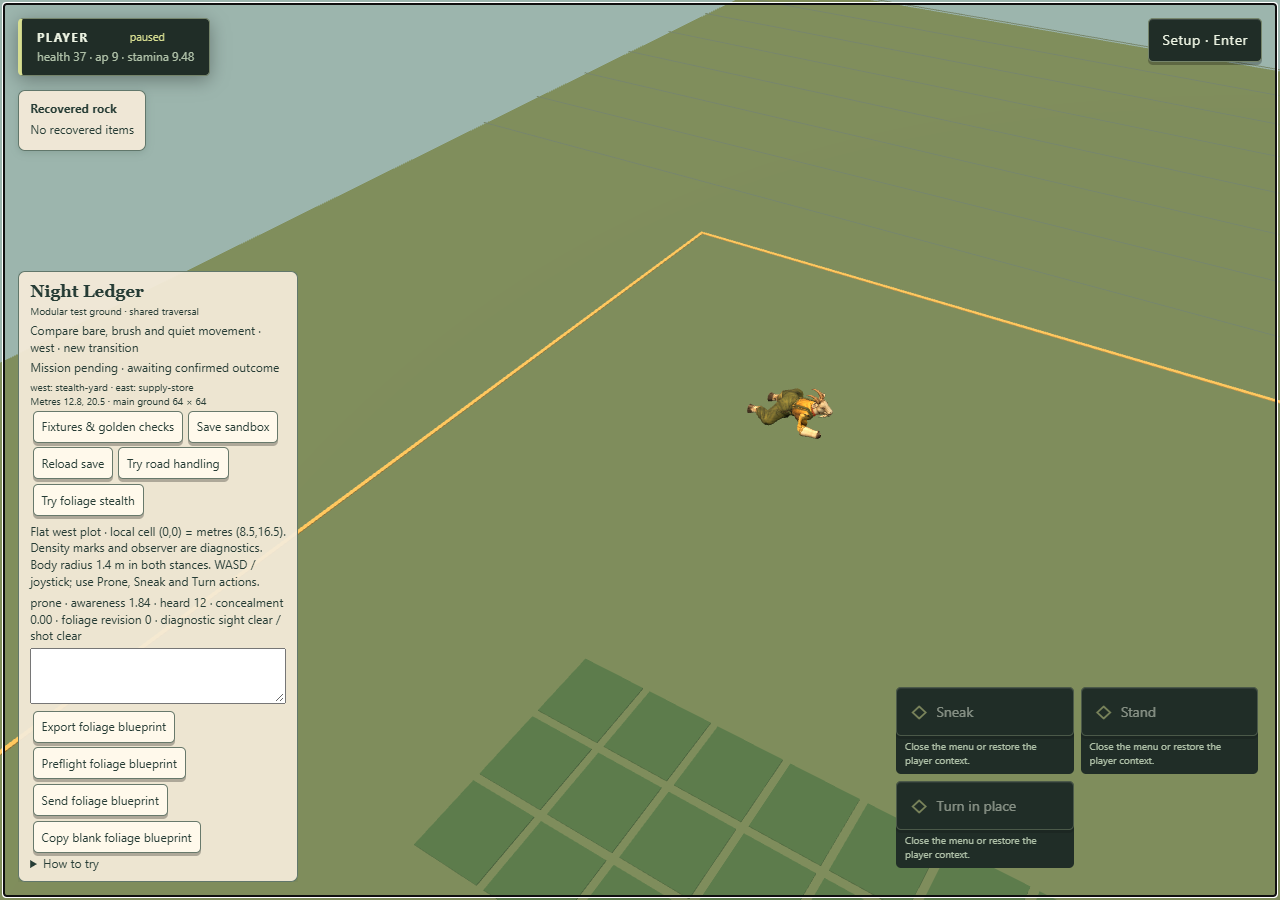 PLAYER paused
health 37 · ap 9 · stamina 9.48
Setup · Enter
Recovered rock
No recovered items
Night Ledger
Modular test ground · shared traversal
Compare bare, brush and quiet movement ·
west · new transition
Mission pending · awaiting confirmed outcome
west: stealth-yard · east: supply-store
Metres 12.8, 20.5 · main ground 64 × 64
Fixtures & golden checks
Save sandbox
Reload save
Try road handling
Try foliage stealth
Flat west plot · local cell (0,0) = metres (8.5,16.5).
Density marks and observer are diagnostics.
Body radius 1.4 m in both stances. WASD /
joystick; use Prone, Sneak and Turn actions.
prone · awareness 1.84 · heard 12 · concealment
0.00 · foliage revision 0 · diagnostic sight clear /
shot clear
Export foliage blueprint
Preflight foliage blueprint
Send foliage blueprint
Copy blank foliage blueprint
How to try
Sneak
Close the menu or restore the
player context.
Stand
Close the menu or restore the
player context.
Turn in place
Close the menu or restore the
player context.